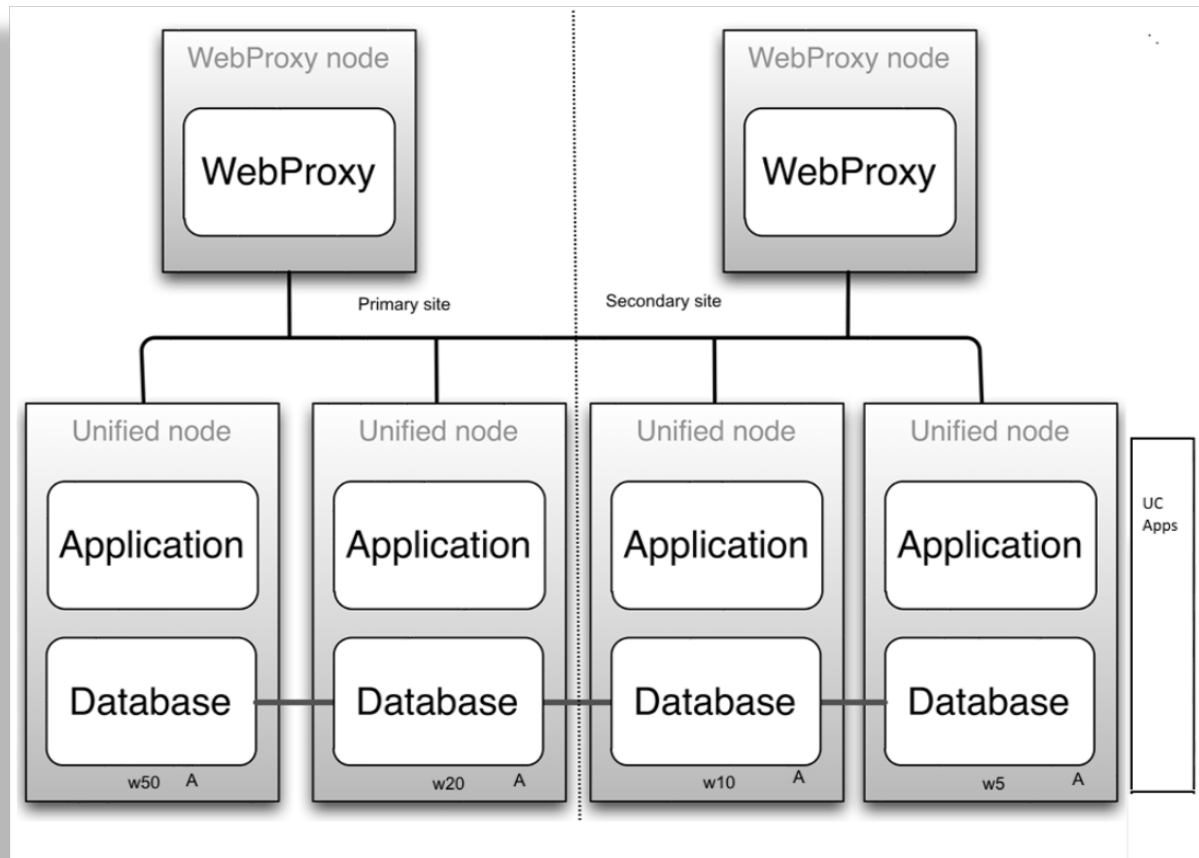 WebProxy node
WebProxy node
WebProxy
WebProxy
Primary site
Secondary site
Unified node
Unified node
Unified node
Unified node
UC
Apps
Application
Application
Application
Application
Database
Database
Database
Database
w50 A
w20 A
w10 A
w5 A